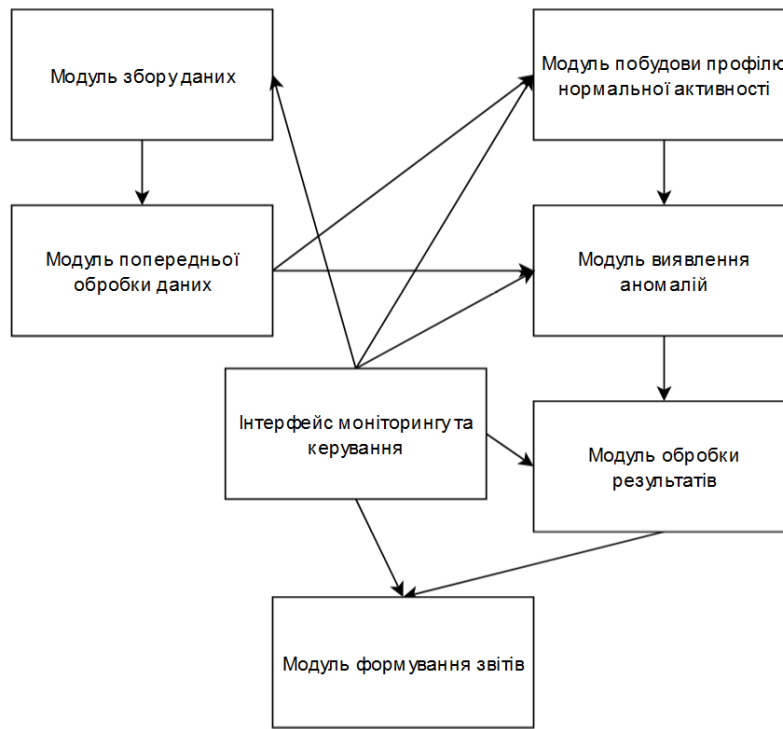 Модуль збору даних
Модуль побудови профілю
нормальної активності
Модуль попередньої
обробки даних
Модуль виявлення
аномалій
Інтерфейс моніторингу та
керування
Модуль обробки
результатів
Модуль формування звітів